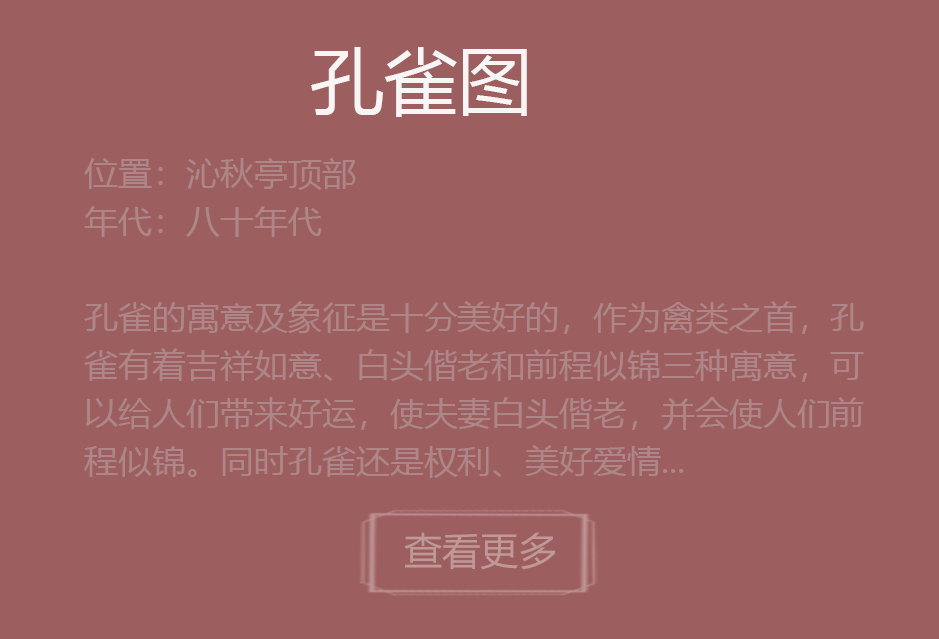 孔雀图
位置：沁秋亭顶部
年代：八十年代
孔雀的寓意及象征是十分美好的，作为禽类之首，孔
雀有着吉祥如意、白头偕老和前程似锦三种寓意，可
以给人们带来好运，使夫妻白头偕老，并会使人们前
程似锦。同时孔雀还是权利、美好爱情...
查看更多